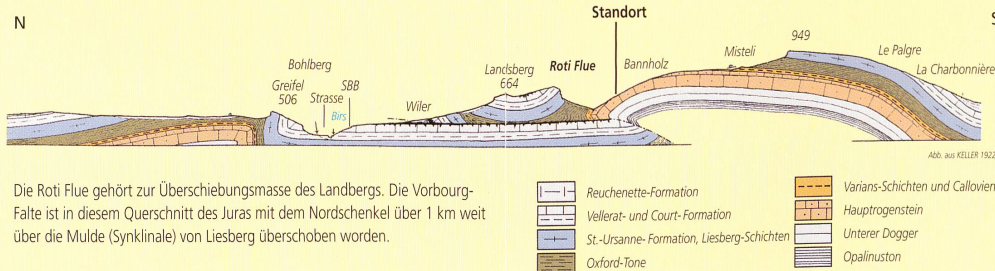 N
Standort
S
949
Bohlberg
Greifel
506
Strasse
SBB
Birs
Wiler
Landsberg
664
Roti Flue
Bannholz
Misteli
Le Palgre
La Charbonnière
Abb. aus KELLER 1922
Die Roti Flue gehört zur Überschiebungsmasse des Landbergs. Die Vorbourg-
Falte ist in diesem Querschnitt des Juras mit dem Nordschenkel über 1 km weit
über die Mulde (Synklinale) von Liesberg überschoben worden.
Reuchenette-Formation
Vellerat- und Court-Formation
St.-Ursanne- Formation, Liesberg-Schichten
Oxford-Tone
Varians-Schichten und Callovien
Hauptrogenstein
Unterer Dogger
Opalinuston